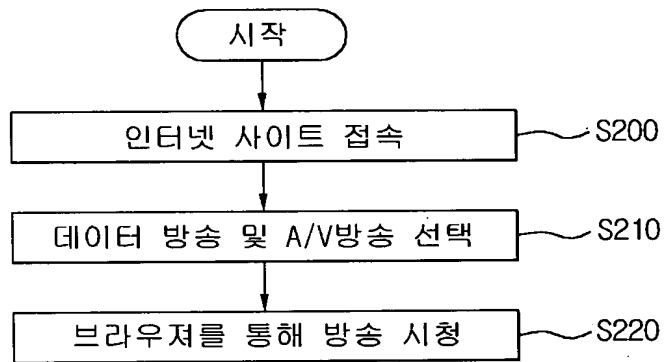 시작
인터넷 사이트 접속
S200
데이터 방송 및 A/V방송 선택
S210
브라우져를 통해 방송 시청
S220